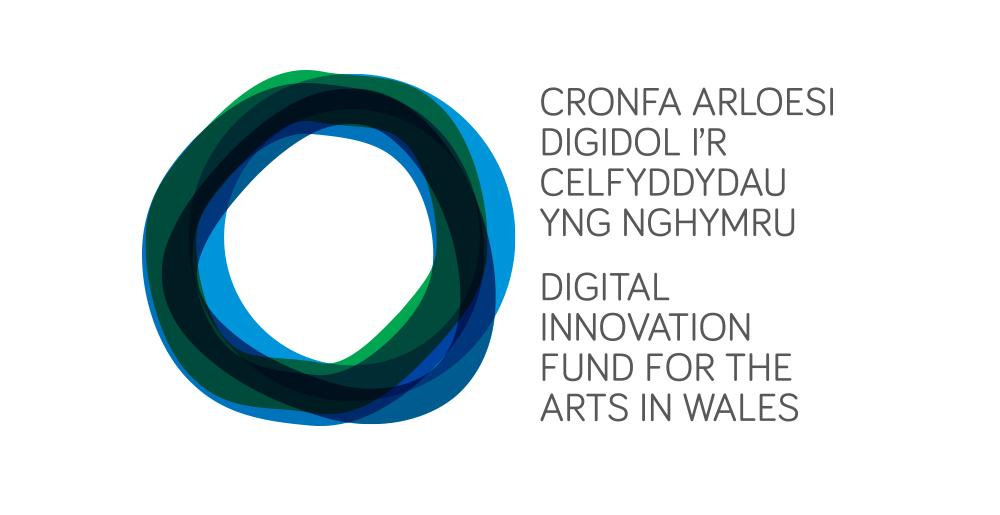 CRONFA ARLOESI
DIGIDOL I’R
CELFYDDYDAU
YNG NGHYMRU
DIGITAL
INNOVATION
FUND FOR THE
ARTS IN WALES